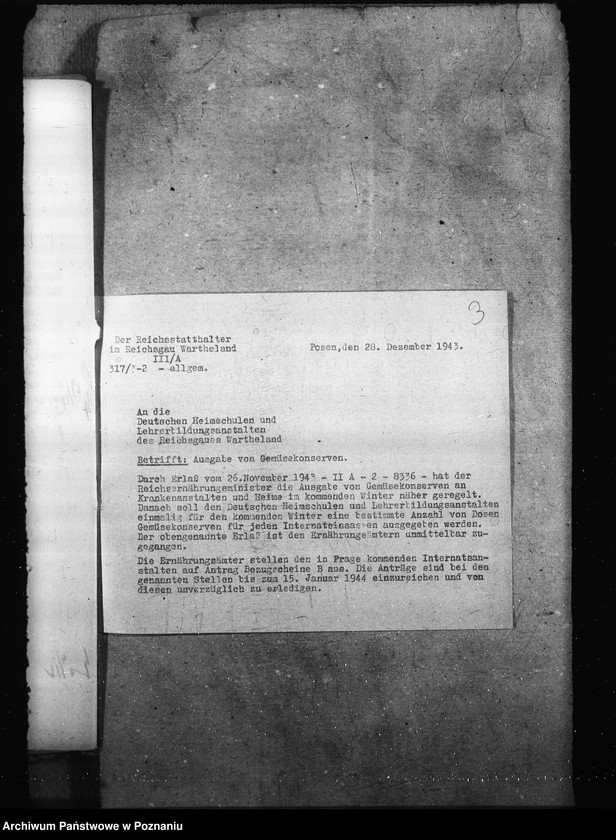 3
Der Reichsstatthalter
im Reichsgau Wartheland
III/A
317/3-2 - allgem.
Posen, den 28. Dezember 1943.
An die
Deutschen Heimschulen und
Lehrerbildungsanstalten
des Reichsgaues Wartheland
Betrifft: Ausgabe von Gemüsekonserven.
Durch Erlaß vom 26.November 1943 - II A - 2 - 8336 - hat der
Reichsernährungsminister die Ausgabe von Gemüsekonserven an
Krankenanstalten und Heime im kommenden Winter näher geregelt.
Danach soll den Deutschen Heimschulen und Lehrerbildungsanstalten
einmalig für den kommenden Winter eine bestimmte Anzahl von Dosen
Gemüsekonserven für jeden Internatsinsassen ausgegeben werden.
Der obengenannte Erlaß ist den Ernährungsämtern unmittelbar zu-
gegangen.
Die Ernährungsämter stellen den in Frage kommenden Internatsan-
stalten auf Antrag Bezugscheine B aus. Die Anträge sind bei den
genannten Stellen bis zum 15. Januar 1944 einzureichen und von
diesen unverzüglich zu erledigen.
Archiwum Państwowe w Poznaniu